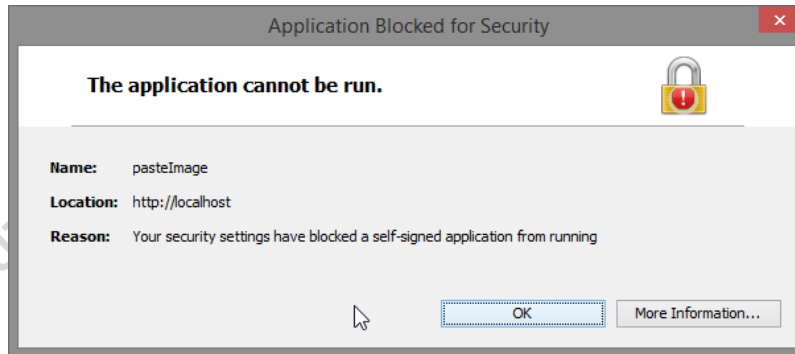 Application Blocked for Security
The application cannot be run.
Name: pasteImage
Location: http://localhost
Reason: Your security settings have blocked a self-signed application from running
OK More Information...